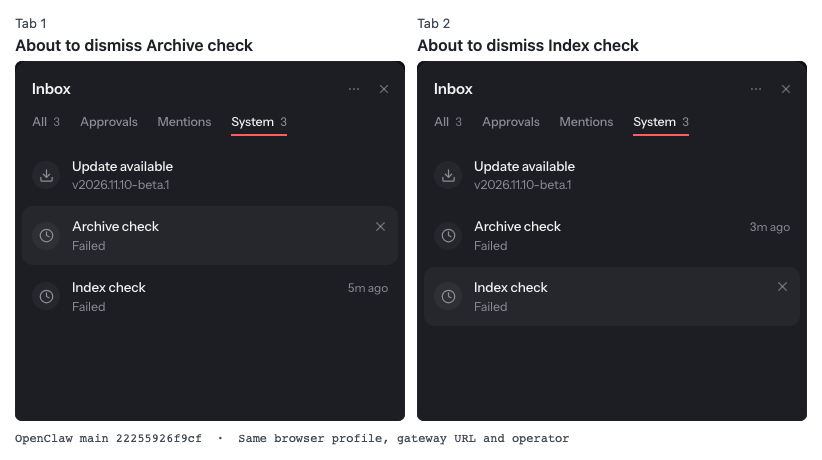 Tab 1
About to dismiss Archive check
Inbox
All 3 Approvals Mentions System 3
Update available
v2026.11.10-beta.1
Archive check
Failed
Index check 5m ago
Failed
Tab 2
About to dismiss Index check
Inbox
All 3 Approvals Mentions System 3
Update available
v2026.11.10-beta.1
Archive check 3m ago
Failed
Index check
Failed
OpenClaw main 22255926f9cf · Same browser profile, gateway URL and operator